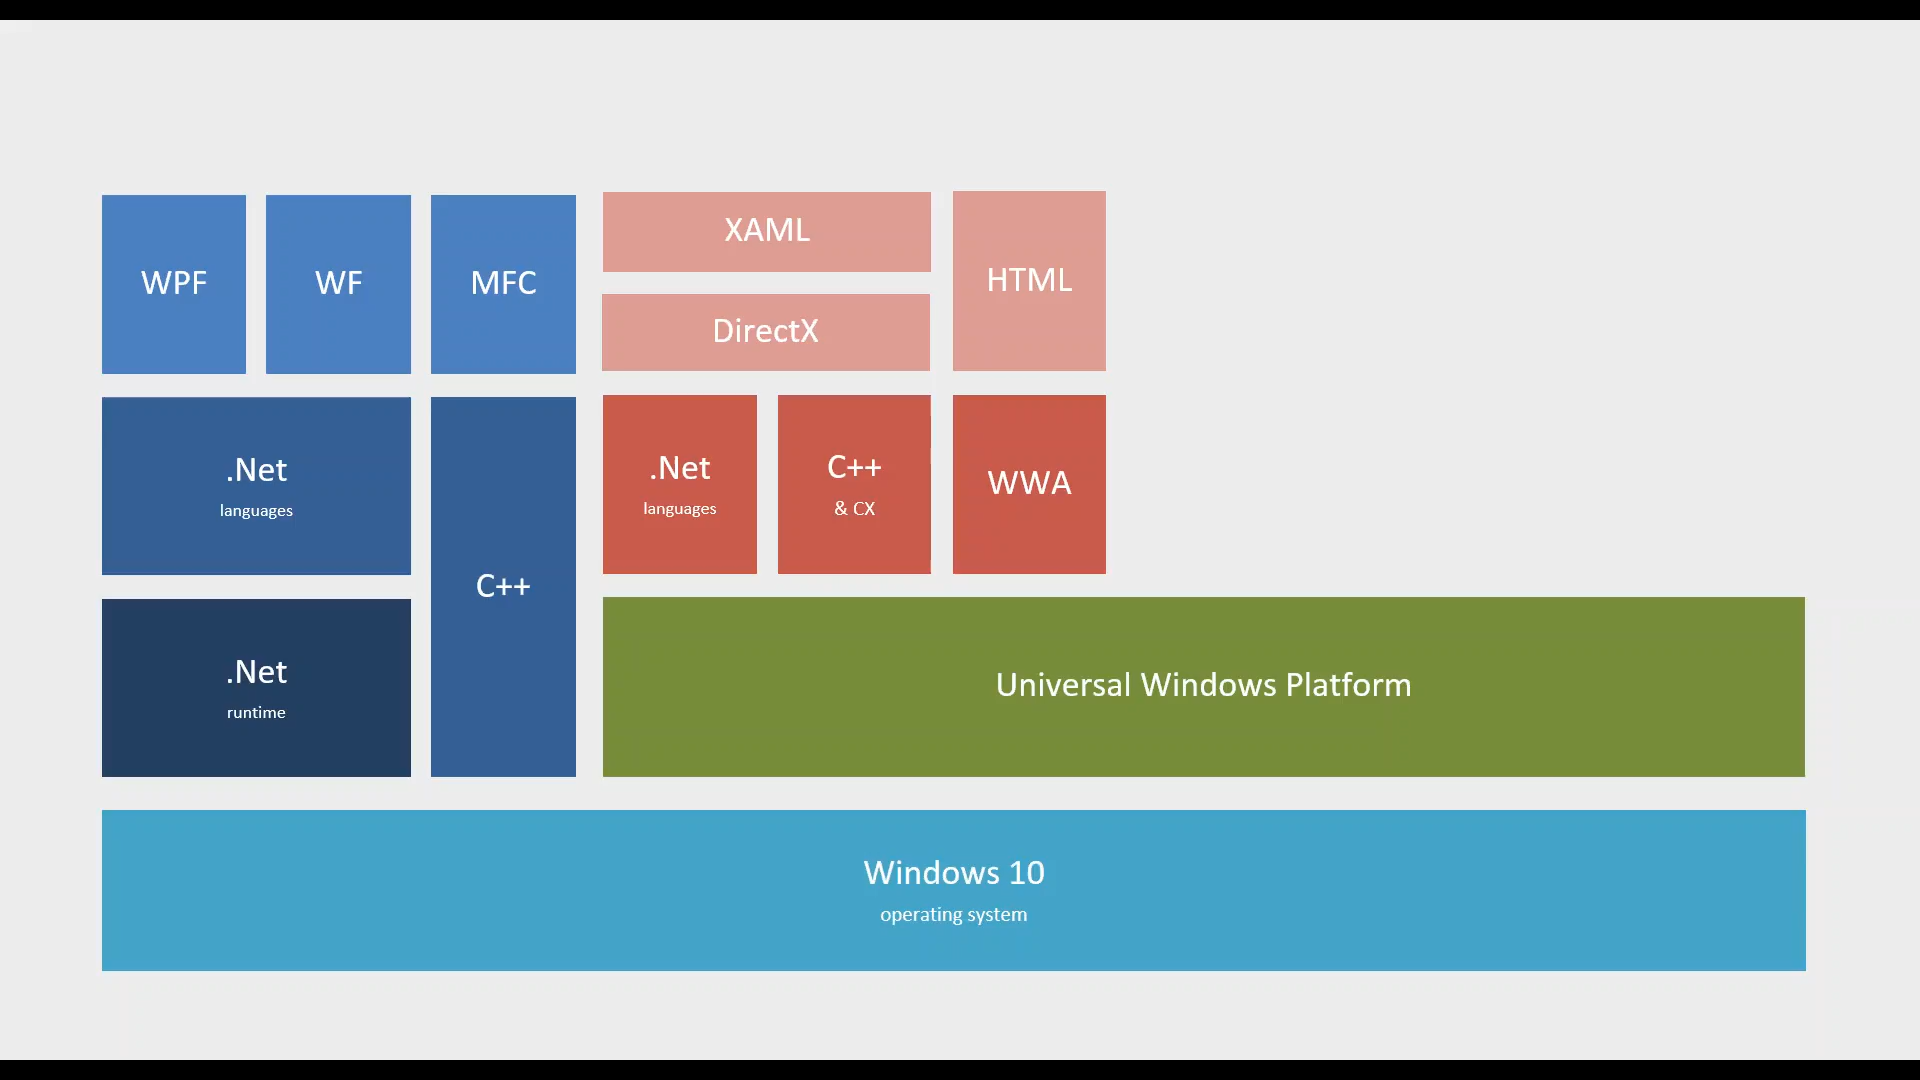 WPF
WF
MFC
XAML
DirectX
HTML
.Net
languages
C++
.Net
languages
C++
& CX
WWA
.Net
runtime
Universal Windows Platform
Windows 10
operating system